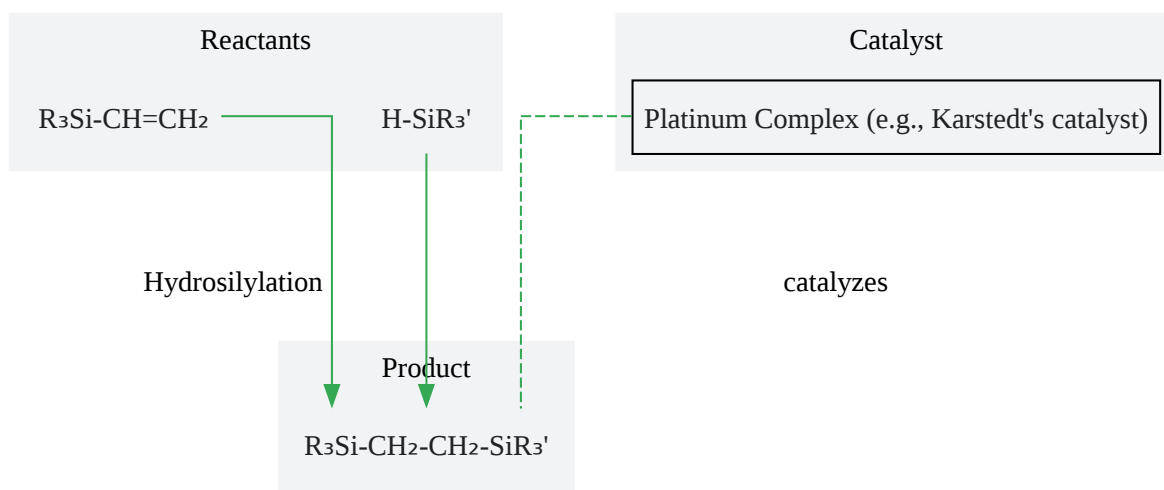 Reactants
Catalyst
R₃Si-CH=CH₂
H-SiR₃'
Platinum Complex (e.g., Karstedt's catalyst)
Hydrosilylation
catalyzes
Product
R₃Si-CH₂-CH₂-SiR₃'